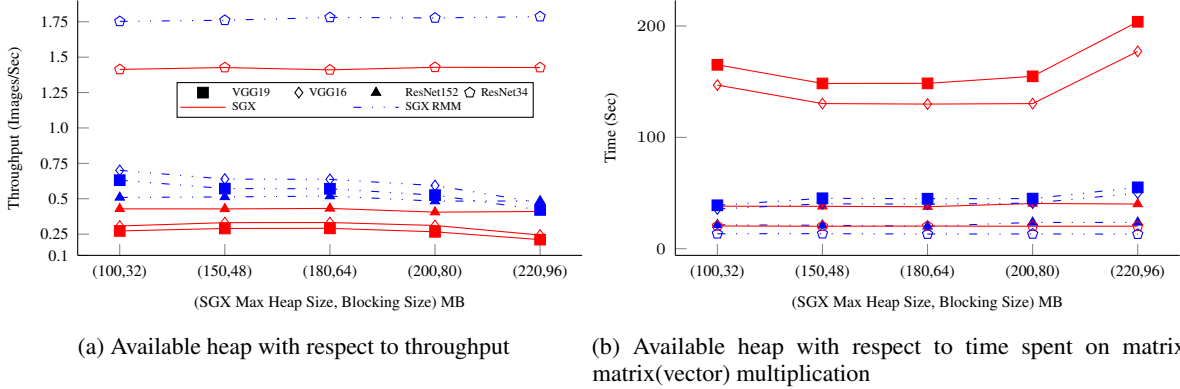 1.75
1.5
1.25
1.0
0.75
0.5
0.25
0.1
Throughput (Images/Sec)
VGG19 VGG16 ResNet152 ResNet34
SGX SGX RMM
(100,32) (150,48) (180,64) (200,80) (220,96)
(SGX Max Heap Size, Blocking Size) MB
(a) Available heap with respect to throughput
200
100
0
Time (Sec)
(100,32) (150,48) (180,64) (200,80) (220,96)
(SGX Max Heap Size, Blocking Size) MB
(b) Available heap with respect to time spent on matrix
matrix(vector) multiplication